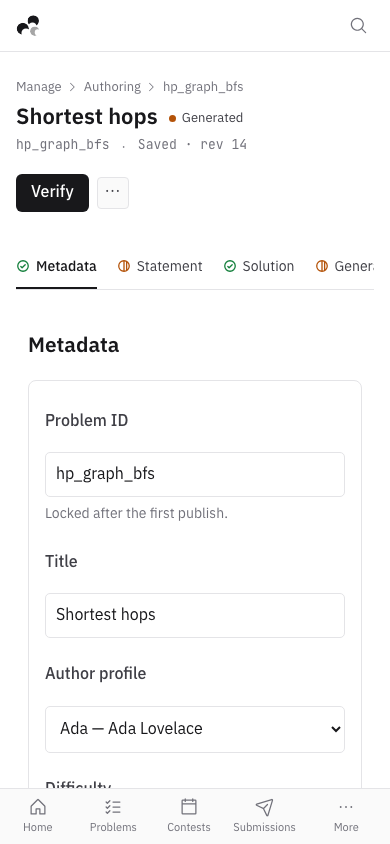 Manage > Authoring > hp_graph_bfs
Shortest hops Generated
hp_graph_bfs . Saved · rev 14
Verify ···
Metadata Statement Solution
Metadata
Problem ID
hp_graph_bfs
Locked after the first publish.
Title
Shortest hops
Author profile
Ada — Ada Lovelace
Difficulty
Home Problems Contests Submissions More